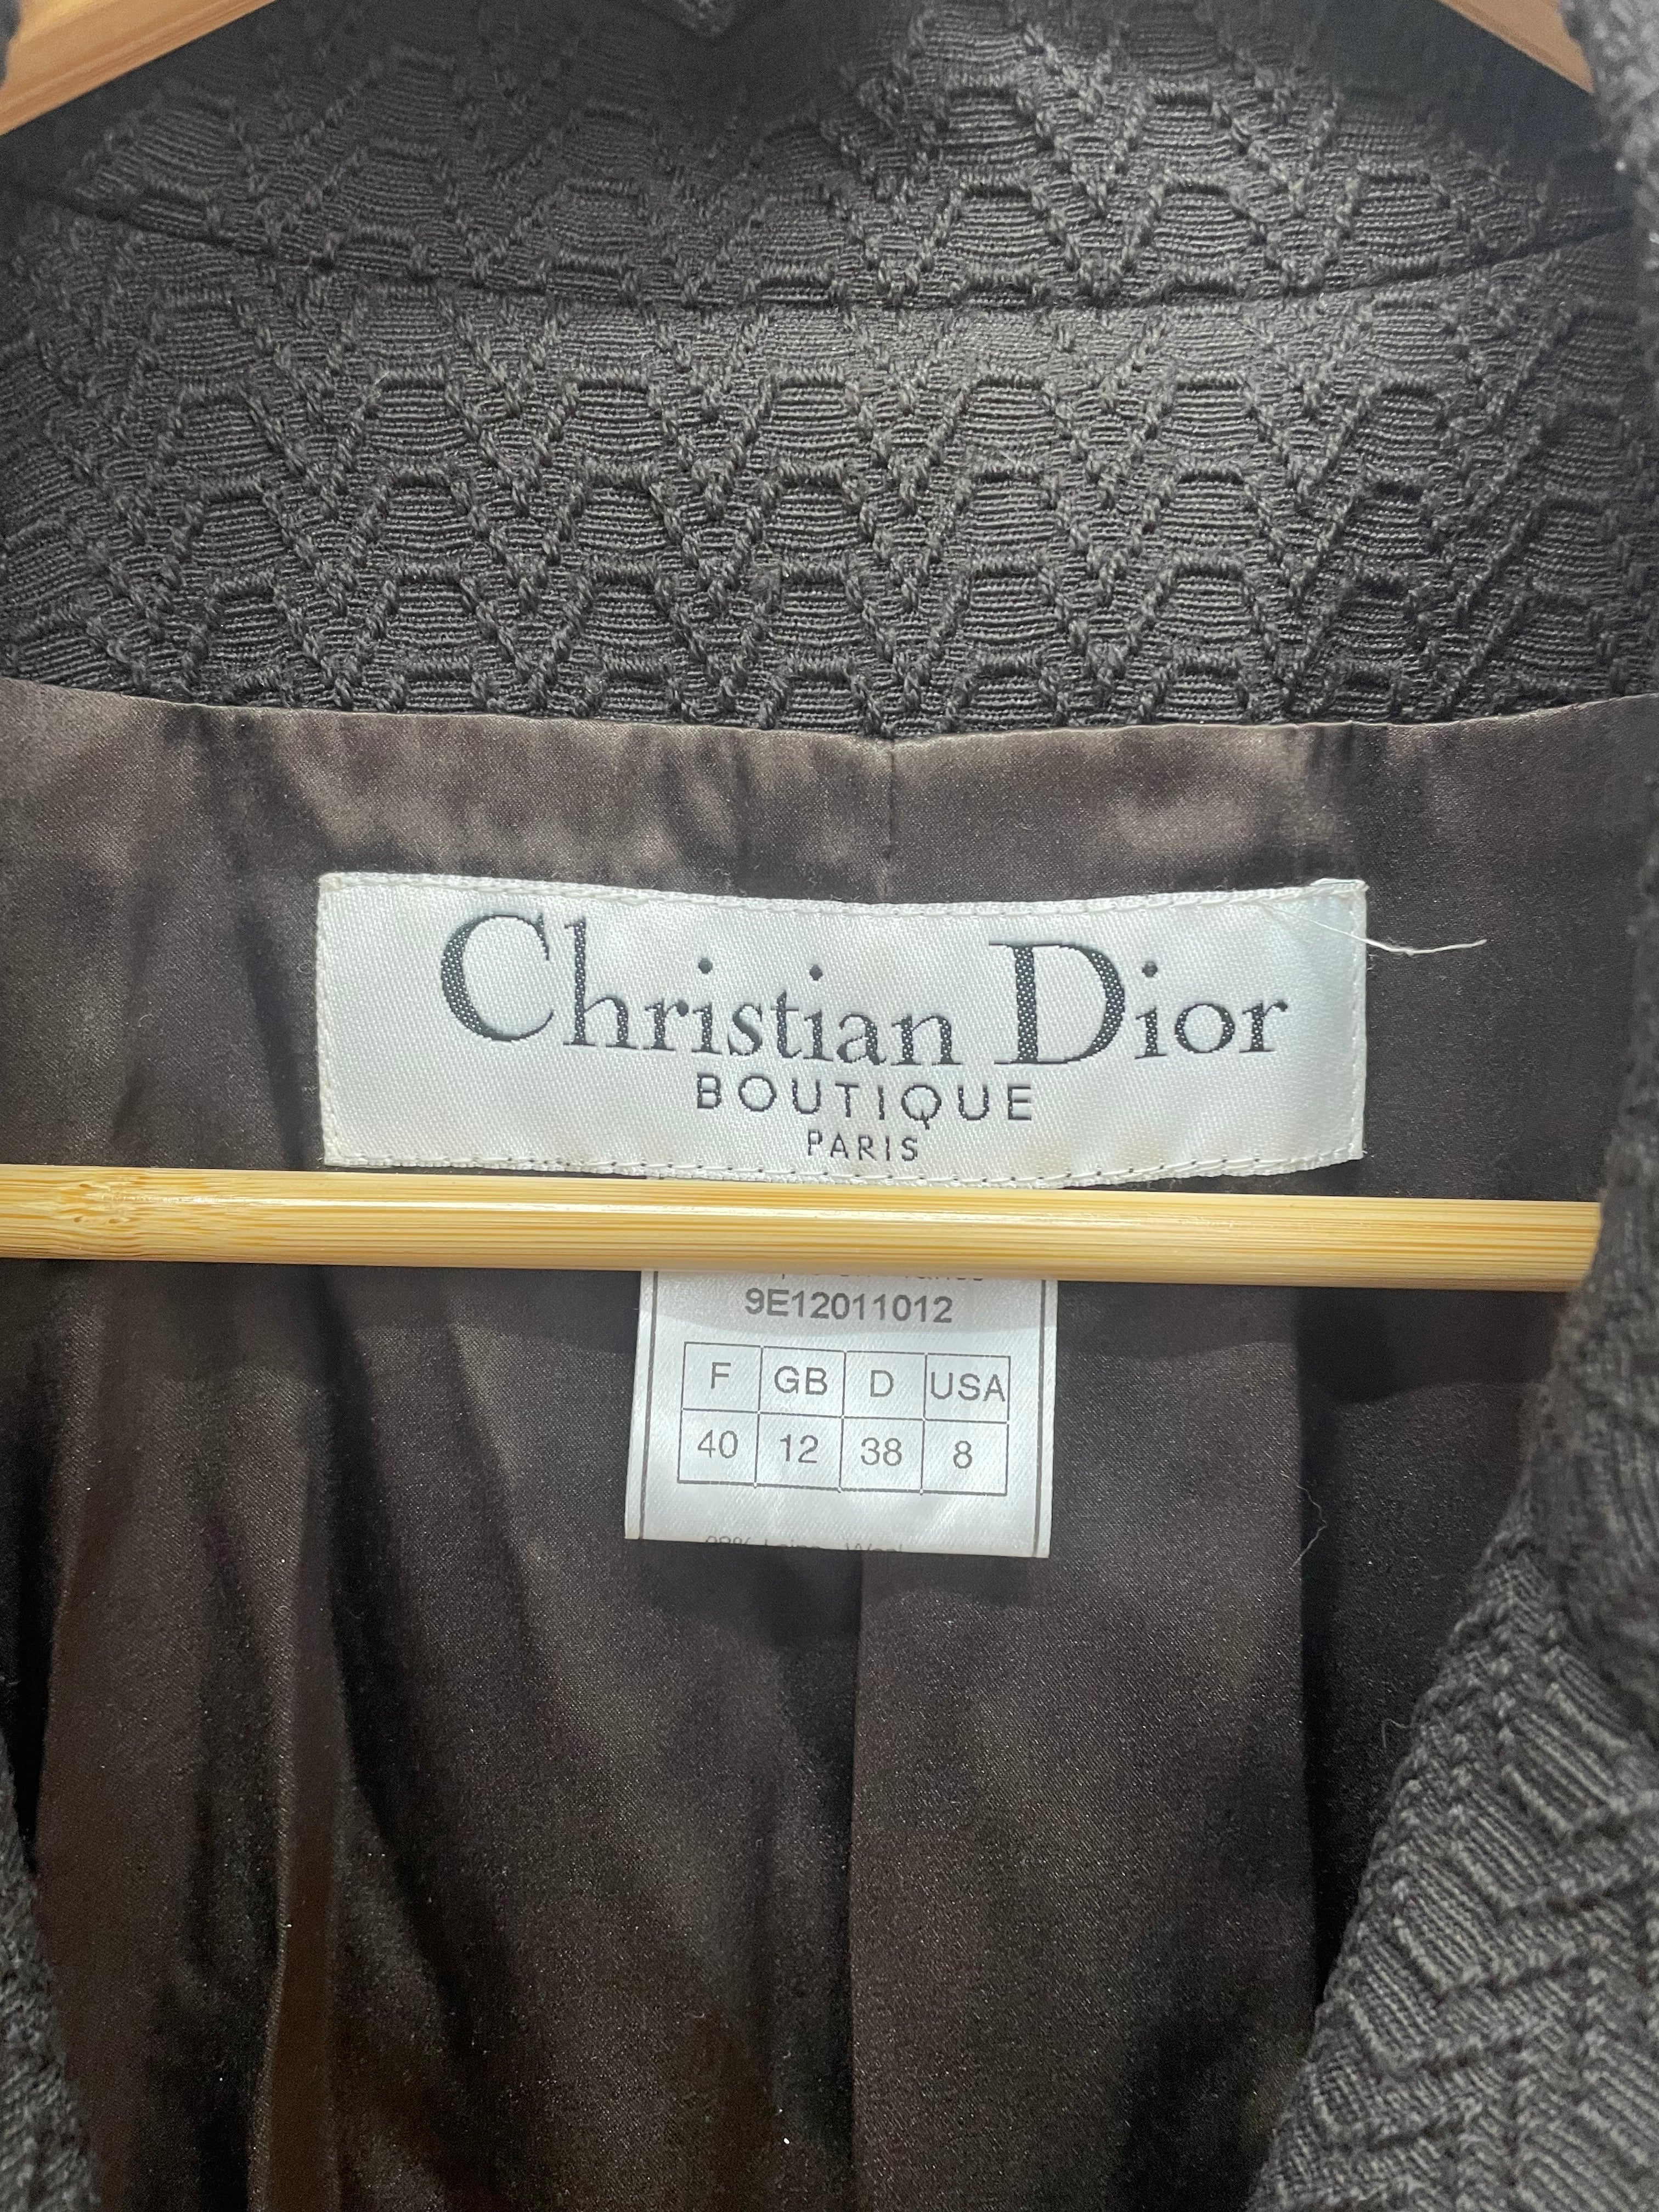 Christian Dior
BOUTIQUE
PARIS
9E12011012
F GB D USA
40 12 38 8